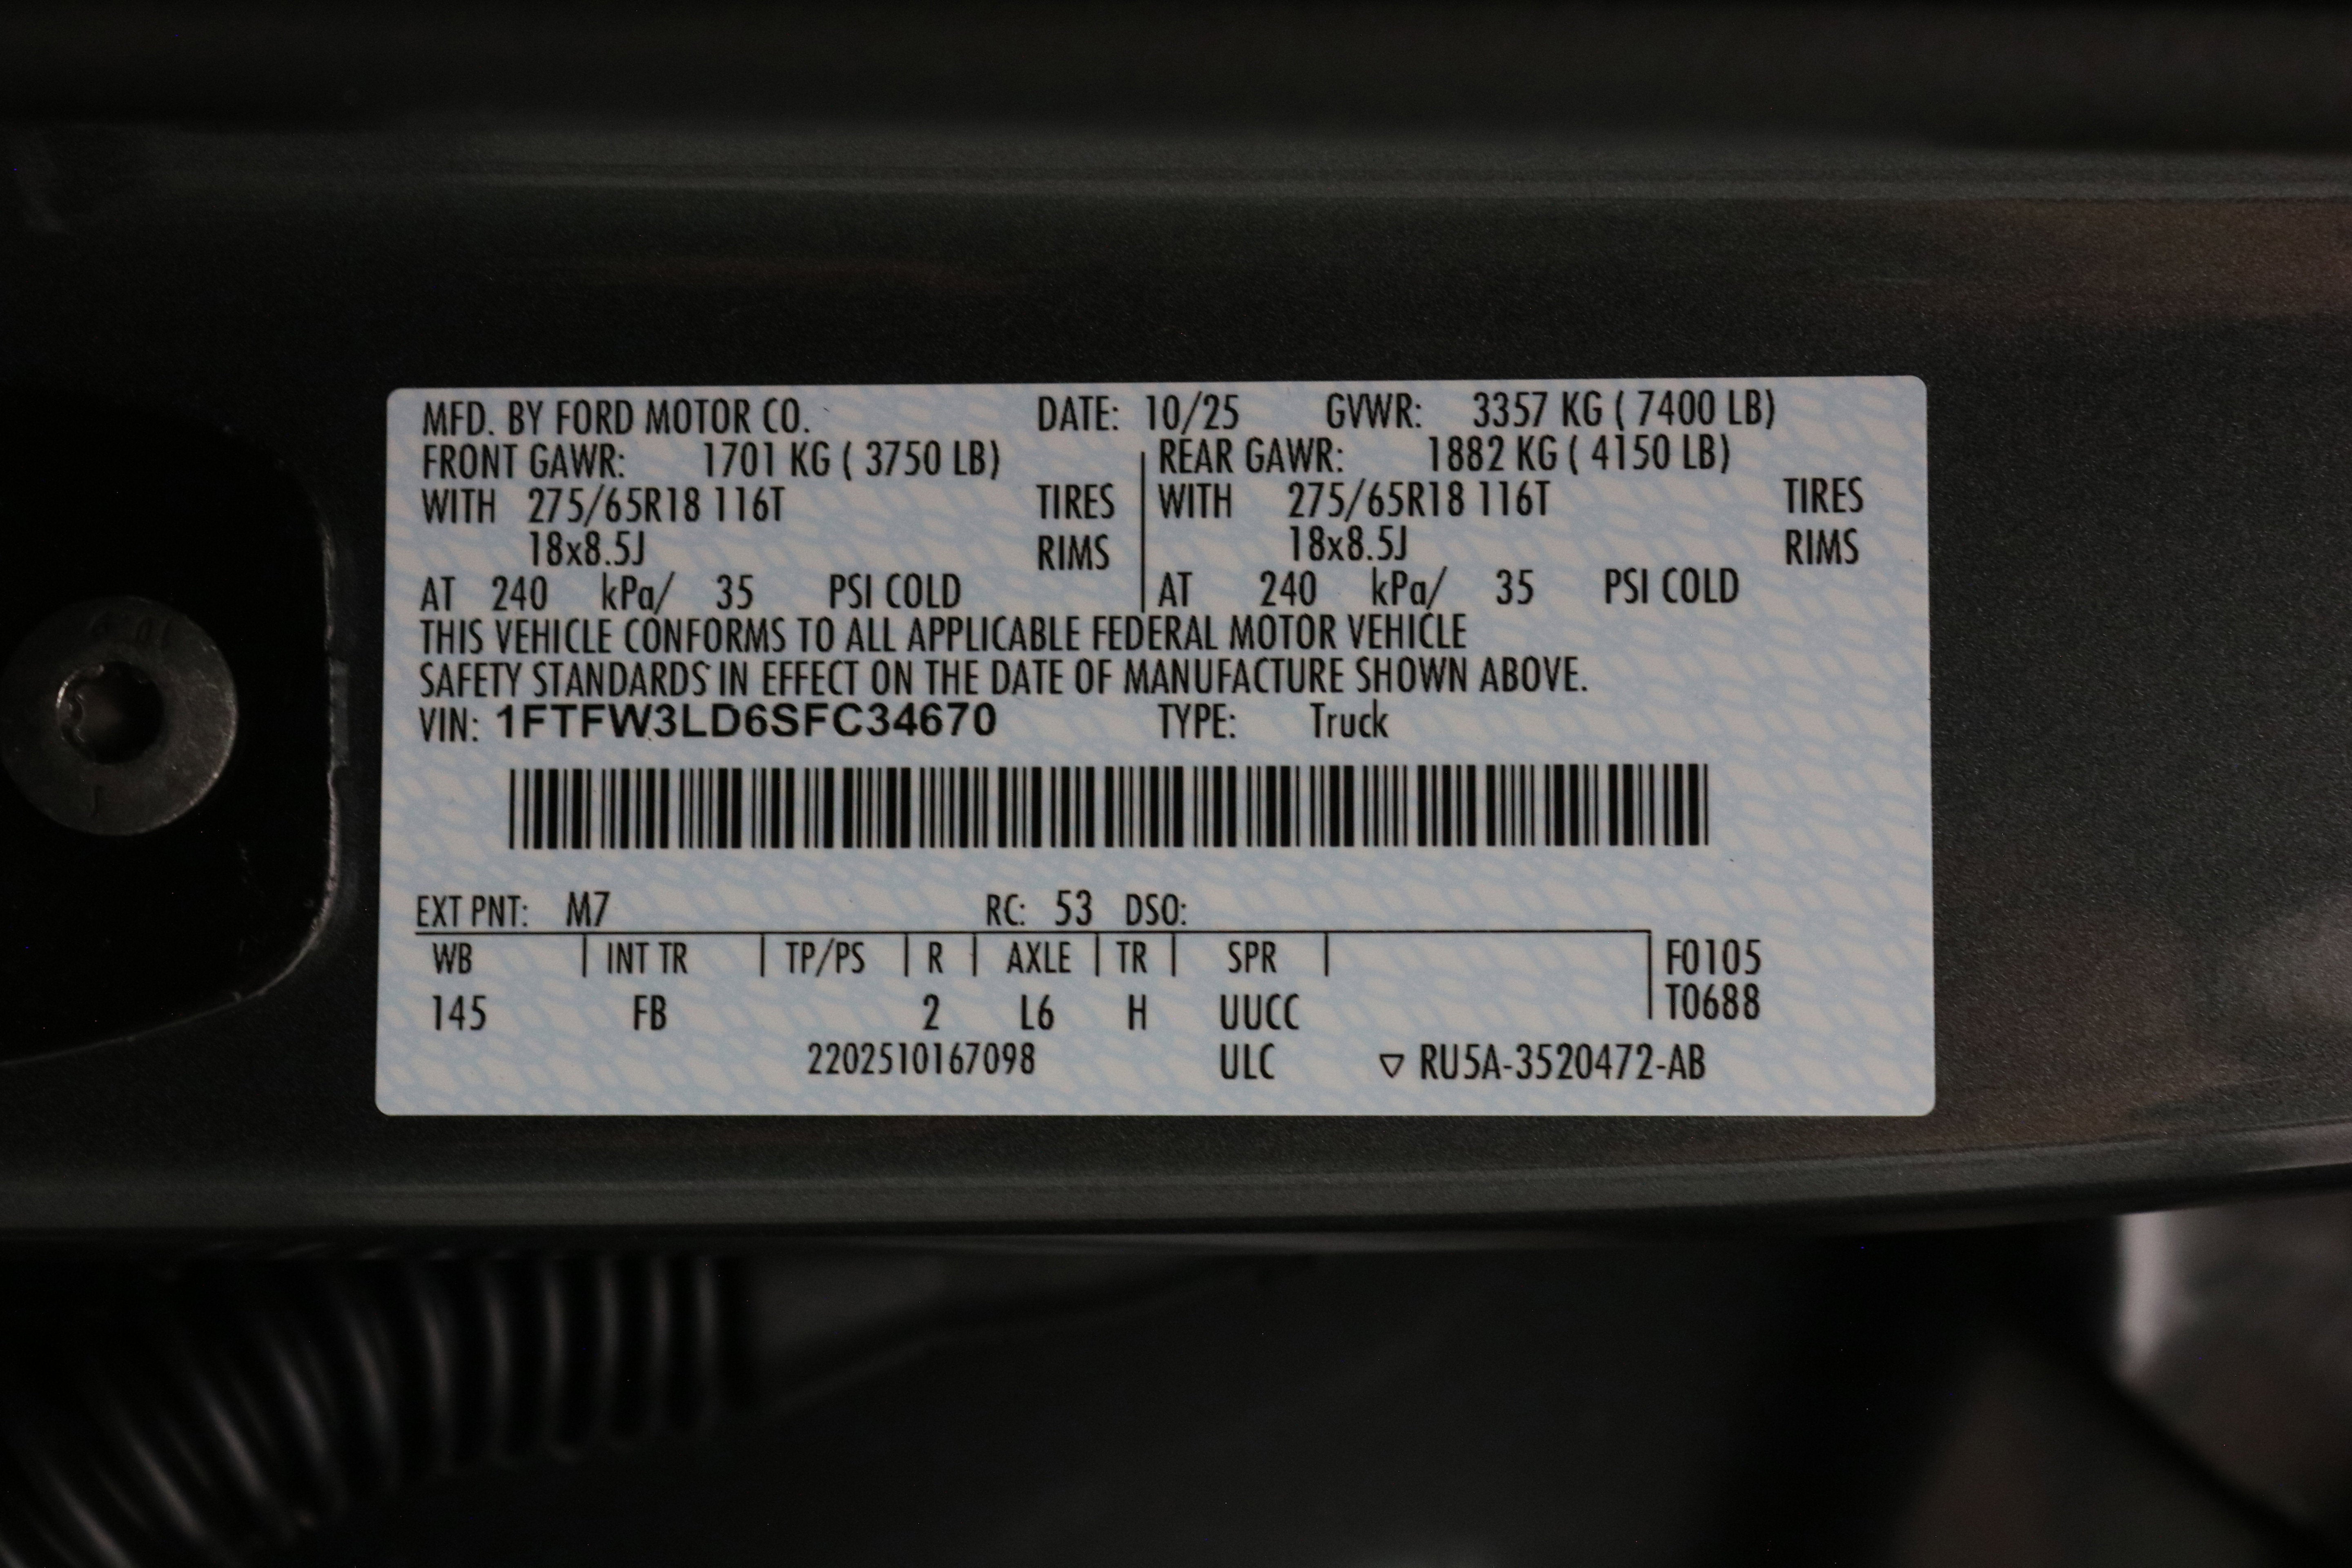 MFD. BY FORD MOTOR CO. DATE: 10/25 GVWR: 3357 KG ( 7400 LB)
FRONT GAWR: 1701 KG ( 3750 LB) REAR GAWR: 1882 KG ( 4150 LB)
WITH 275/65R18 116T TIRES WITH 275/65R18 116T TIRES
18x8.5J RIMS 18x8.5J RIMS
AT 240 kPa/ 35 PSI COLD AT 240 kPa/ 35 PSI COLD
THIS VEHICLE CONFORMS TO ALL APPLICABLE FEDERAL MOTOR VEHICLE
SAFETY STANDARDS IN EFFECT ON THE DATE OF MANUFACTURE SHOWN ABOVE.
VIN: 1FTFW3LD6SFC34670 TYPE: Truck
EXT PNT: M7 RC: 53 DSO:
WB INT TR TP/PS R AXLE TR SPR F0105
T0688
145 FB 2 L6 H UUCC
2202510167098 ULC ▽ RU5A-3520472-AB